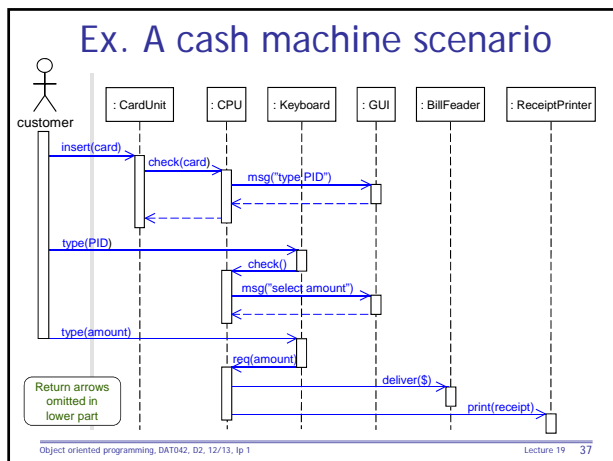 Ex. A cash machine scenario
customer
: CardUnit
: CPU
: Keyboard
: GUI
: BillFeader
: ReceiptPrinter
insert(card)
check(card)
msg("type PID")
type(PID)
check()
msg("select amount")
type(amount)
req(amount)
deliver($)
print(receipt)
Return arrows
omitted in
lower part
Object oriented programming, DAT042, D2, 12/13, lp 1
Lecture 19 37